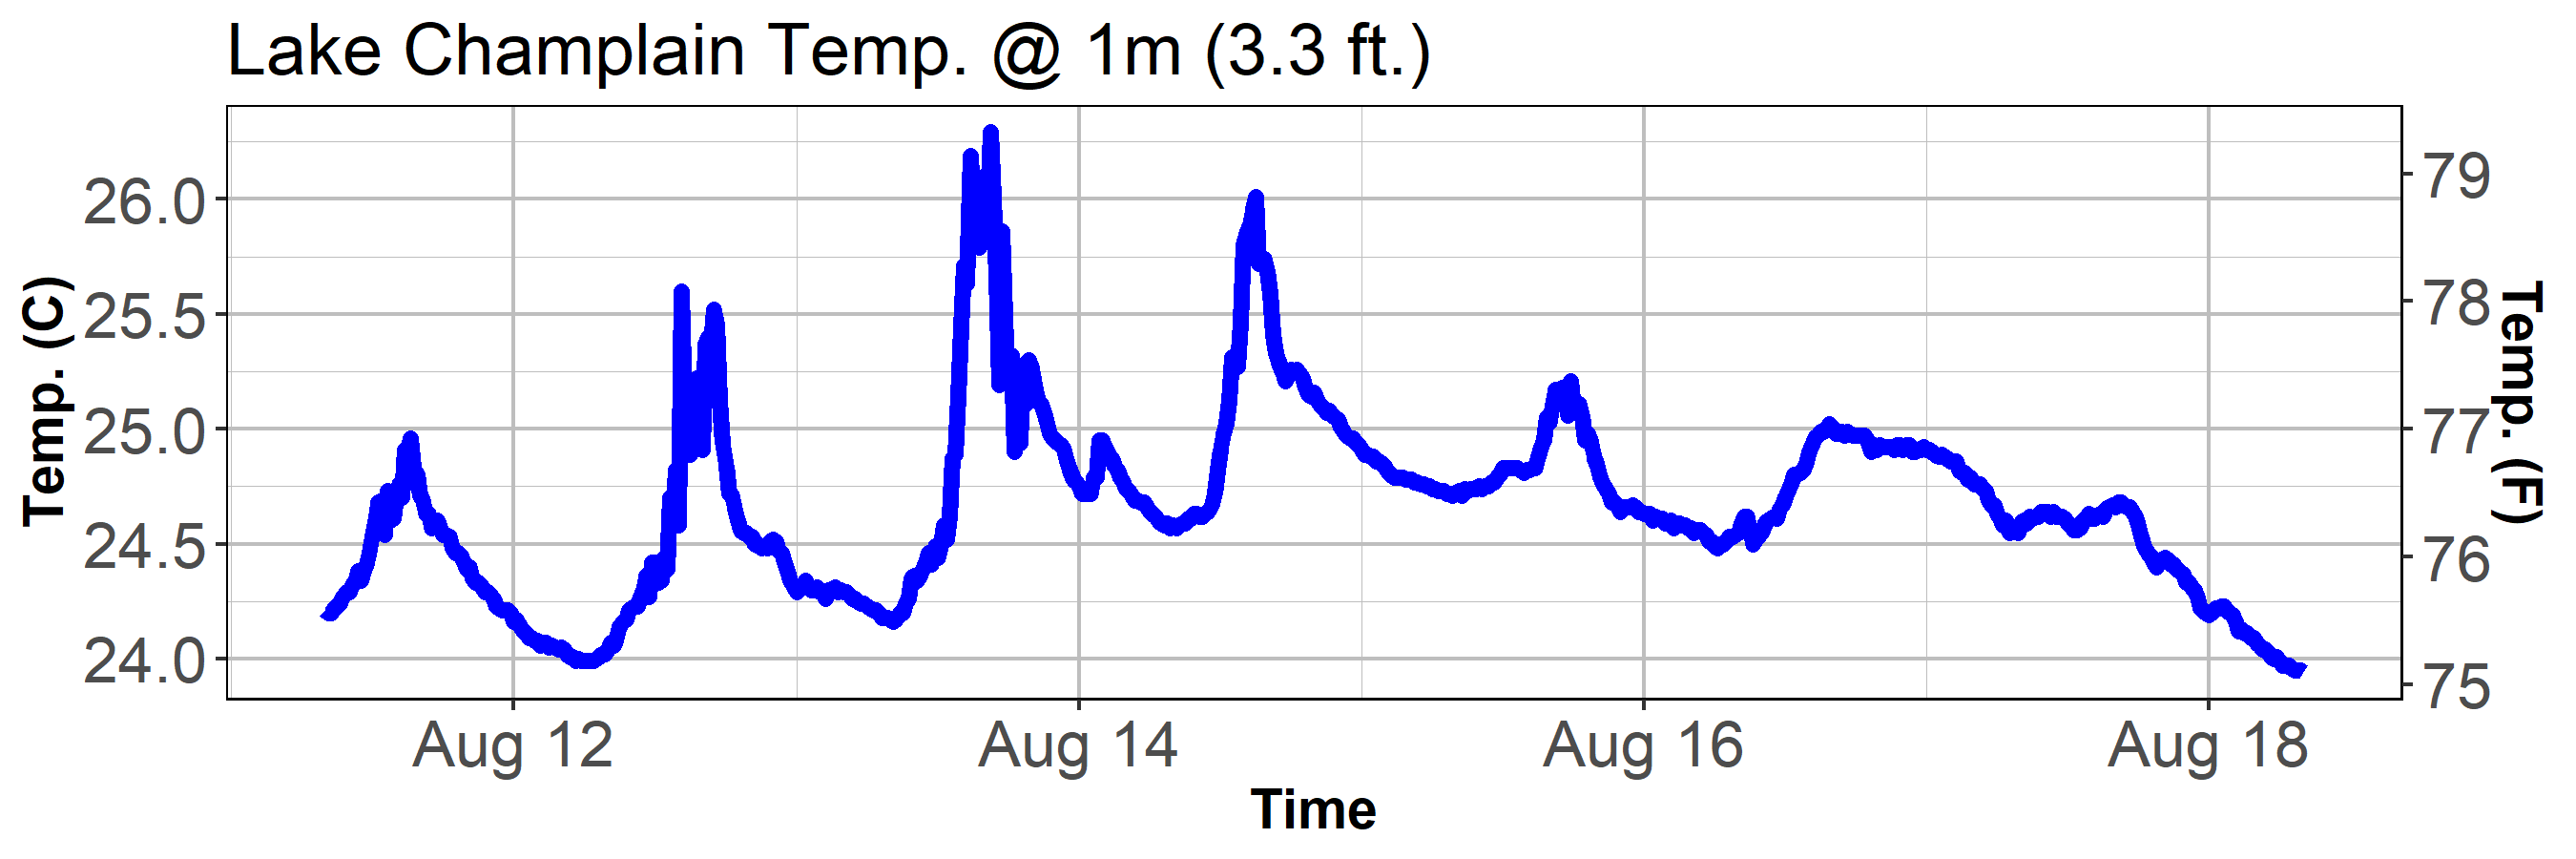 Lake Champlain Temp. @ 1m (3.3 ft.)
Temp. (C)
26.0
25.5
25.0
24.5
24.0
79
78
77
76
75
Temp. (F)
Aug 12
Aug 14
Aug 16
Aug 18
Time